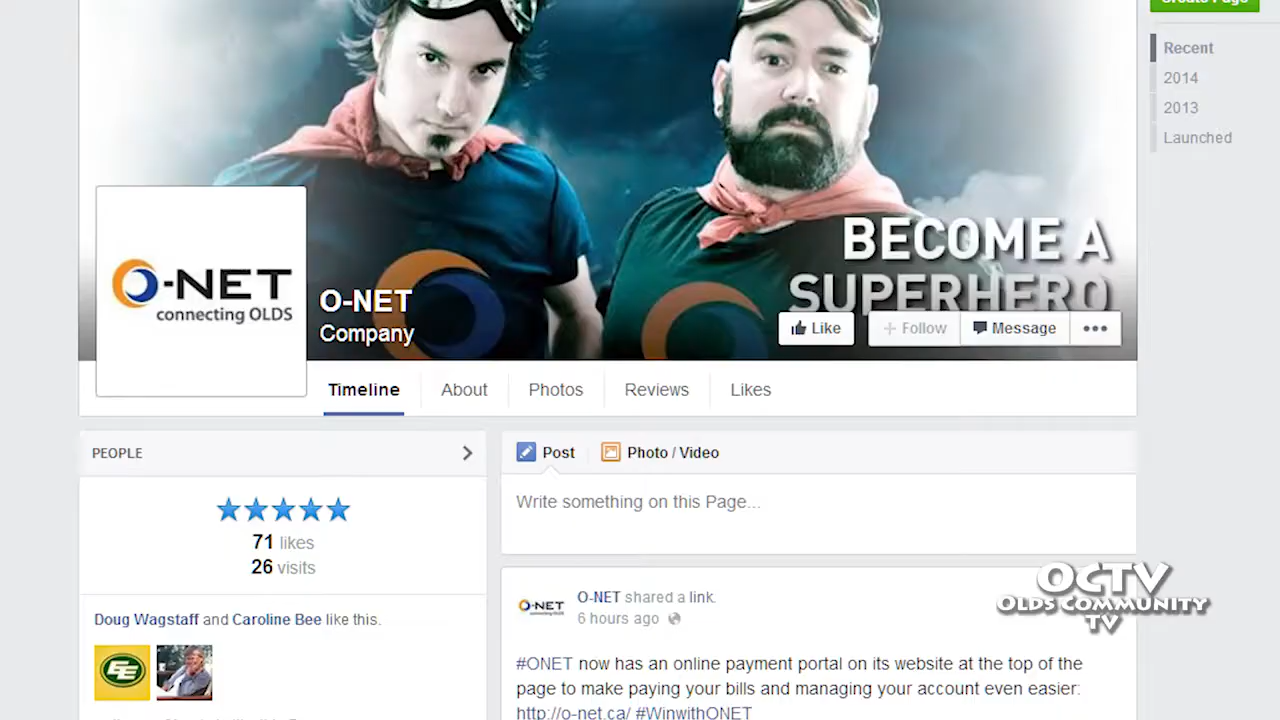 Create Page
Recent
2014
2013
Launched
BECOME A
SUPERHERO
O-NET
connecting OLDS
O-NET
Company
Like
Follow
Message
Timeline
About
Photos
Reviews
Likes
PEOPLE
71 likes
26 visits
Doug Wagstaff and Caroline Bee like this.
EE
Post
Photo / Video
Write something on this Page...
O-NET
O-NET shared a link.
6 hours ago
#ONET now has an online payment portal on its website at the top of the
page to make paying your bills and managing your account even easier:
http://o-net.ca/ #WinwithONET
OCTV
OLDS COMMUNITY
TV